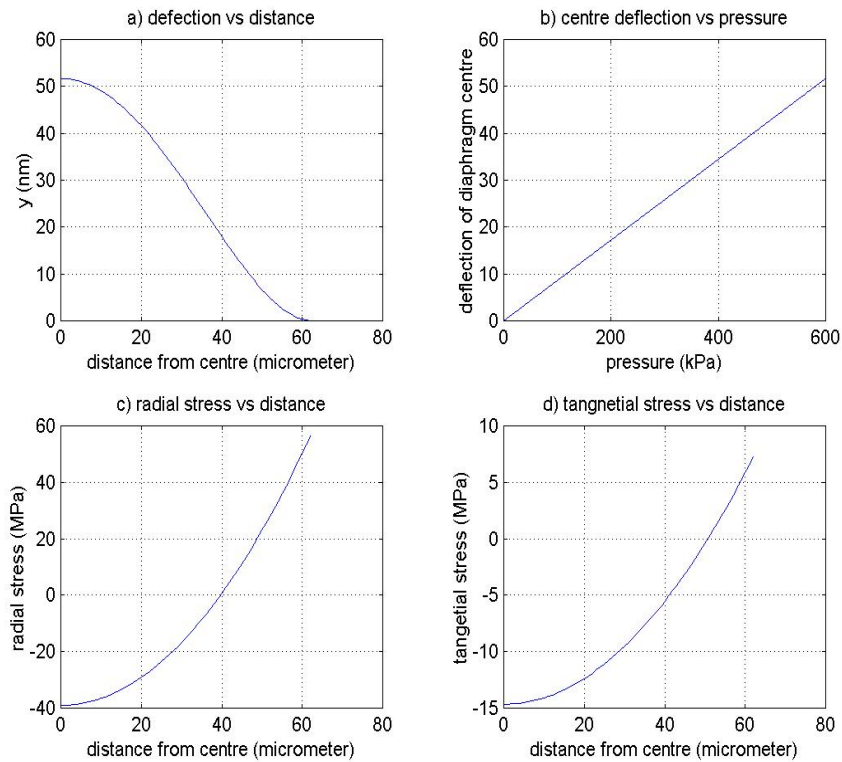 a) defection vs distance
60
50
40
30
20
10
0
y (nm)
0 20 40 60 80
distance from centre (micrometer)
b) centre deflection vs pressure
60
50
40
30
20
10
0
deflection of diaphragm centre
0 200 400 600
pressure (kPa)
c) radial stress vs distance
60
40
20
0
-20
-40
radial stress (MPa)
0 20 40 60 80
distance from centre (micrometer)
d) tangnetial stress vs distance
10
5
0
-5
-10
-15
tangetial stress (MPa)
0 20 40 60 80
distance from centre (micrometer)